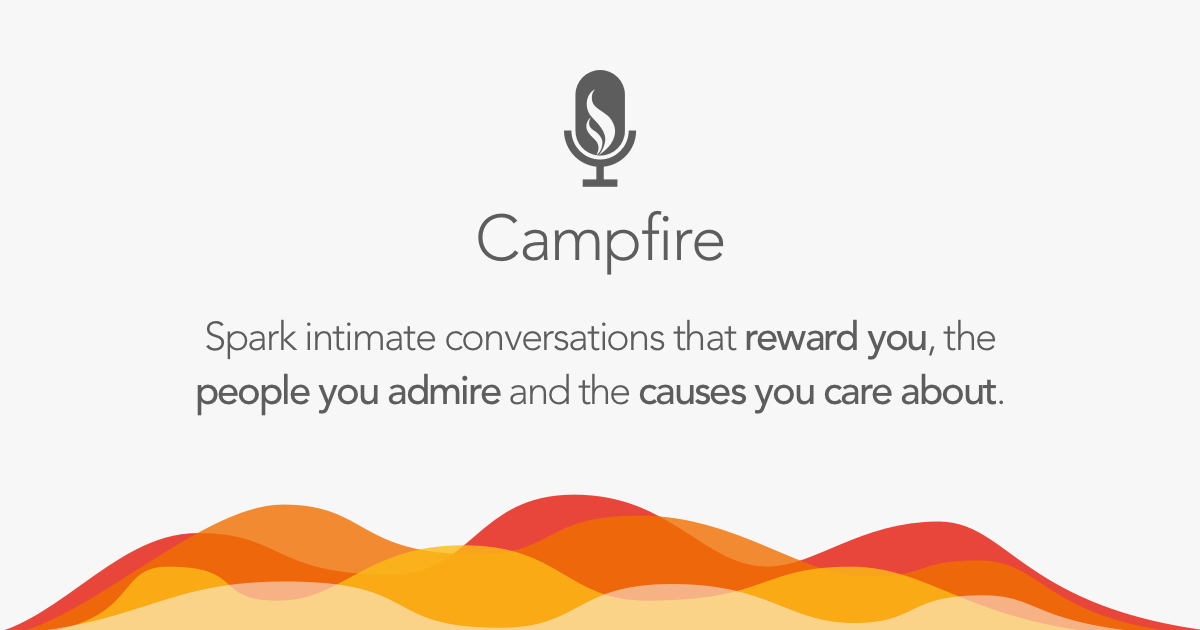 Campfire
Spark intimate conversations that reward you, the
people you admire and the causes you care about.